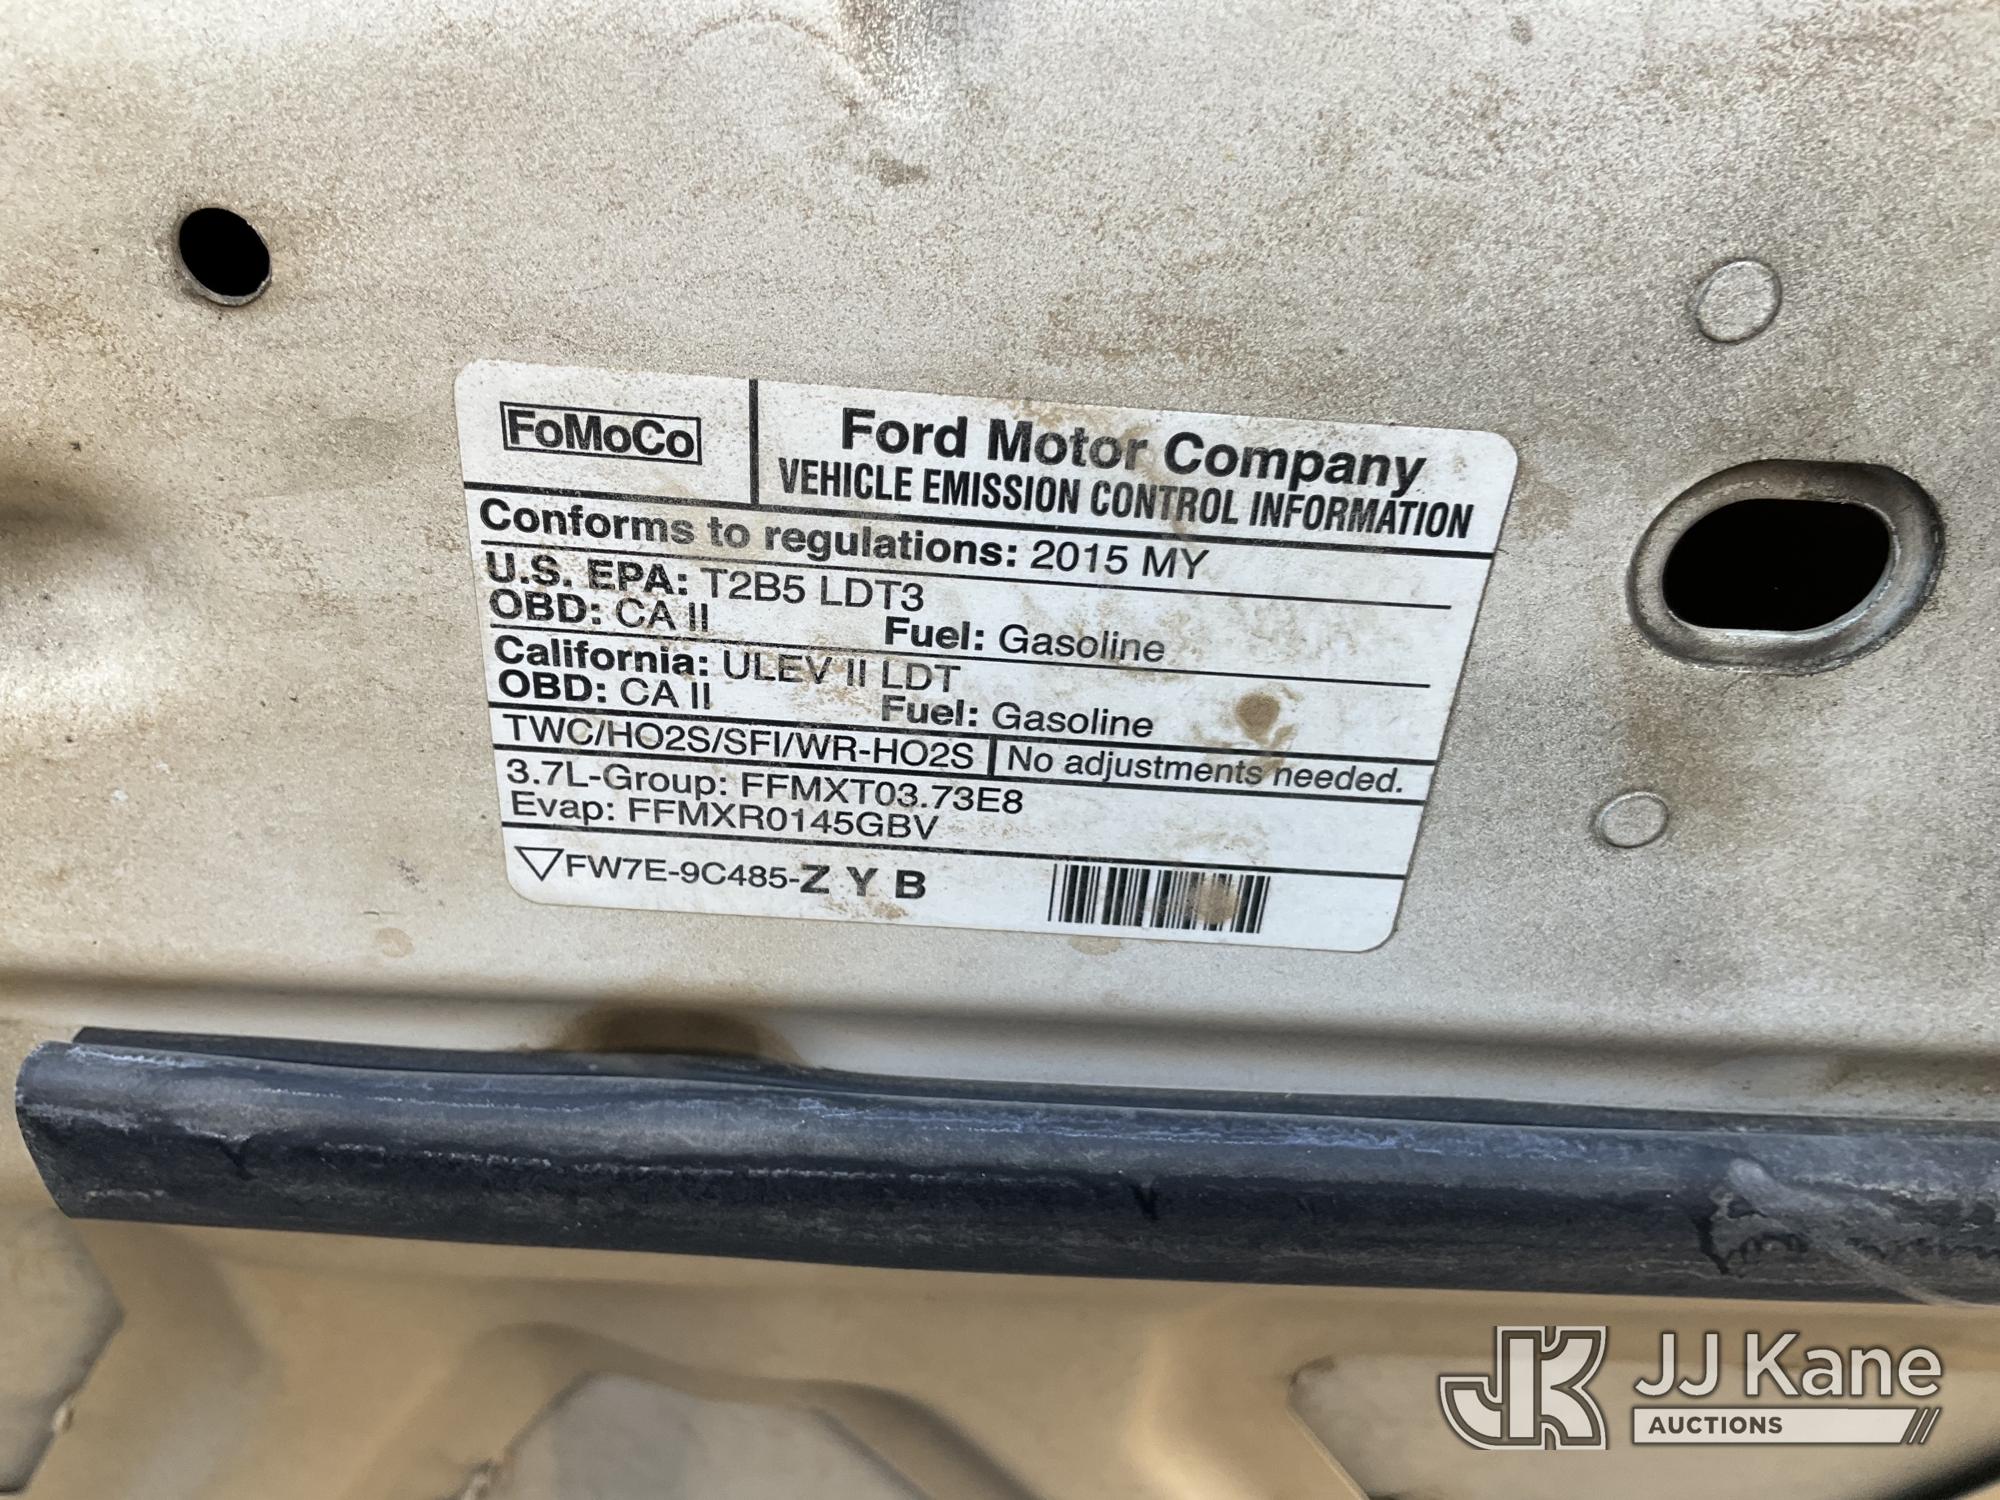 FoMoCo
Ford Motor Company
VEHICLE EMISSION CONTROL INFORMATION
Conforms to regulations: 2015 MY
U.S. EPA: T2B5 LDT3
OBD: CA II Fuel: Gasoline
California: ULEV II LDT
OBD: CA II Fuel: Gasoline
TWC/HO2S/SFI/WR-HO2S No adjustments needed.
3.7L-Group: FFMXT03.73E8
Evap: FFMXR0145GBV
FW7E-9C485-Z Y B
JK JJ Kane
AUCTIONS